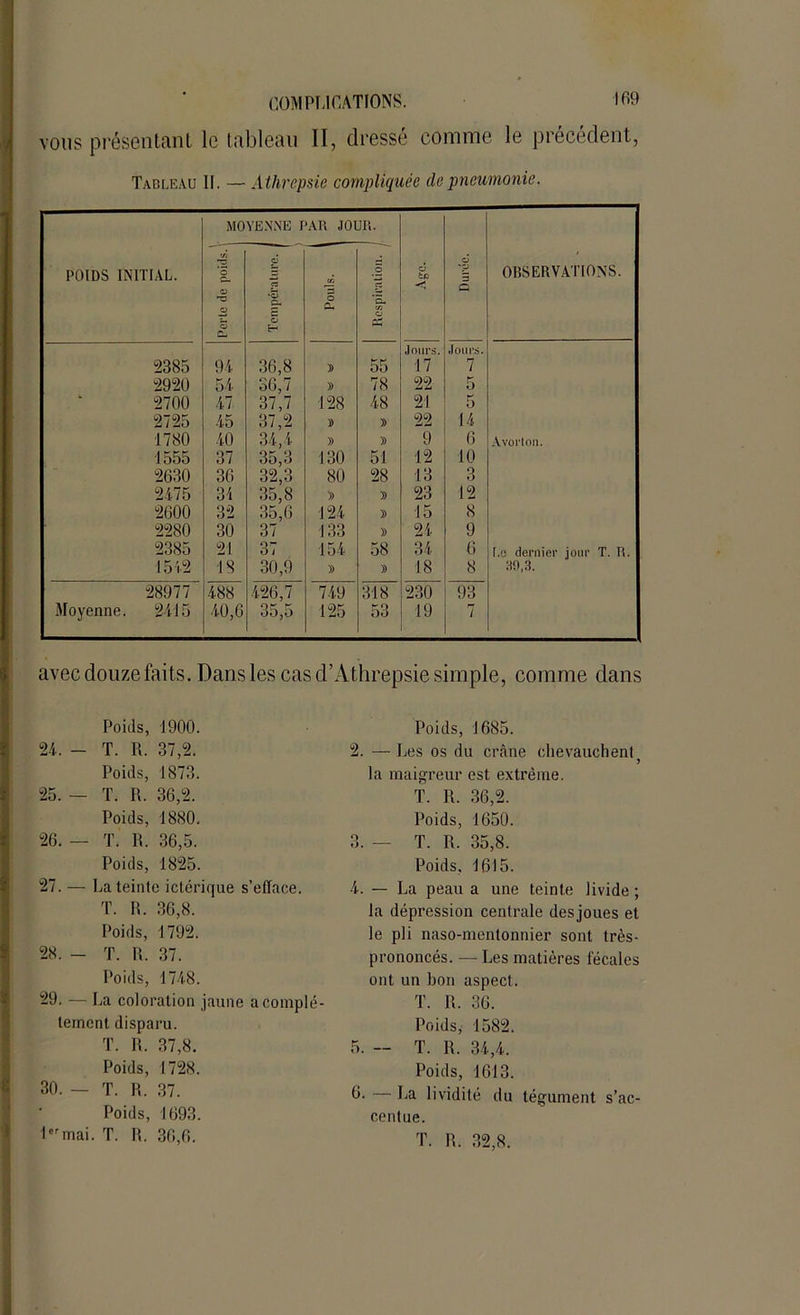 COMPLICATIONS. 169
vous présentant le tableau II, dressé comme le précédent,
TABLEAU II. — Athrepsie compliquée de pneumonie.
POIDS INITIAL. MOYENNE PAR JOUR. Age. Durée. OBSERVATIONS.
Perte de poids. Température. Pouls. Respiration.
Jours. Jours.
2385 94 36,8 » 55 17 7
2920 54 36,7 » 78 22 5
2700 47 37,7 128 48 21 5
2725 45 37,2 » » 22 14
1780 40 34,4 » » 9 6 Avorton.
1555 37 35,3 130 51 12 10
2630 36 32,3 80 28 13 3
2475 34 35,8 » » 23 12
2600 32 35,6 124 » 15 8
2280 30 37 133 » 24 9
2385 21 37 154 58 34 6 Le dernier jour T. R.
1542 18 30,9 » » 18 8 39,3.
28977 488 426,7 749 318 230 93
Moyenne. 2415 40,6 35,5 125 53 19 7
avec douze faits. Dans les cas d'Athrepsie simple, comme dans
Poids, 1900.
24. — T. R. 37,2.
Poids, 1873.
25. — T. R. 36,2.
Poids, 1880.
26. — T. R. 36,5.
Poids, 1825.
27. — La teinte ictérique s'efface.
T. R. 36,8.
Poids, 1792.
28. — T. R. 37.
Poids, 1748.
29. — La coloration jaune a complé-
tement disparu.
T. R. 37,8.
Poids, 1728.
30. — T. R. 37.
Poids, 1693.
1er mai. T. R. 36,6.
Poids, 1685.
2. — Les os du crâne chevauchent,
la maigreur est extrême.
T. R. 36,2.
Poids, 1650.
3. — T. R. 35,8.
Poids, 1615.
4. — La peau a une teinte livide ;
la dépression centrale des joues et
le pli naso-mentonnier sont très-
prononcés. — Les matières fécales
ont un bon aspect.
T. R. 36.
Poids, 1582.
5. — T. R. 34,4.
Poids, 1613.
6. — La lividité du tégument s'ac-
centue.
T. R. 32,8.